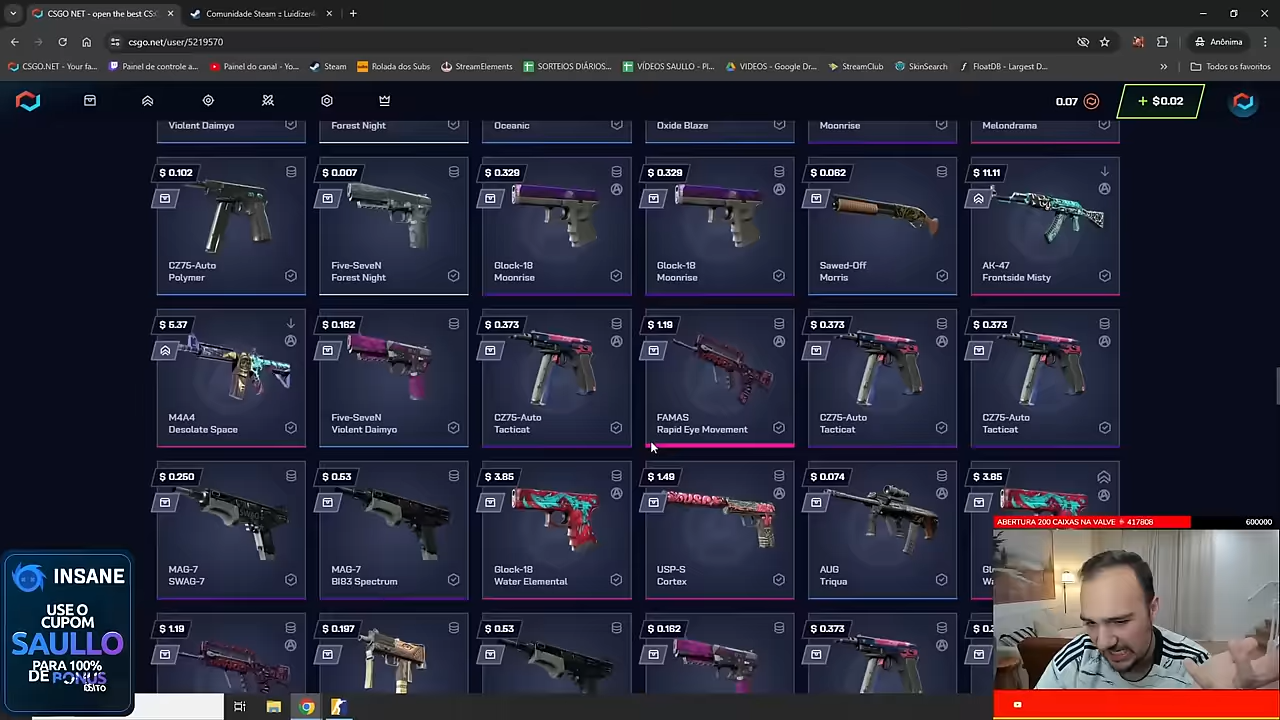 CSGO NET - open the best CS:
Comunidade Steam :: Luidizer
csgo.net/user/5219570
Anônima
CSGO.NET - Your fa...
Painel de controle a...
Painel do canal - Yo...
Steam
Rolada dos Subs
StreamElements
SORTEIOS DIÁRIOS...
VÍDEOS SAULLO - Pl...
VIDEOS - Google Dr...
StreamClub
SkinSearch
FloatDB - Largest D...
Todos os favoritos
0.07
+ $0.02
Violent Daimyo
Forest Night
Oceanic
Oxide Blaze
Moonrise
Melondrama
$ 0.102
$ 0.007
$ 0.329
$ 0.329
$ 0.062
$ 11.11
CZ75-Auto
Polymer
Five-SeveN
Forest Night
Glock-18
Moonrise
Glock-18
Moonrise
Sawed-Off
Morris
AK-47
Frontside Misty
$ 5.37
$ 0.162
$ 0.373
$ 1.19
$ 0.373
$ 0.373
M4A4
Desolate Space
Five-SeveN
Violent Daimyo
CZ75-Auto
Tacticat
FAMAS
Rapid Eye Movement
CZ75-Auto
Tacticat
CZ75-Auto
Tacticat
$ 0.250
$ 0.53
$ 3.85
$ 1.49
$ 0.074
$ 3.85
MAG-7
SWAG-7
MAG-7
BI83 Spectrum
Glock-18
Water Elemental
USP-S
Cortex
AUG
Triqua
$ 1.19
$ 0.197
$ 0.53
$ 0.162
$ 0.373
ABERTURA 200 CAIXAS NA VALVE
417808
600000
INSANE
USE O
CUPOM
SAULLO
PARA 100%
DE BONUS